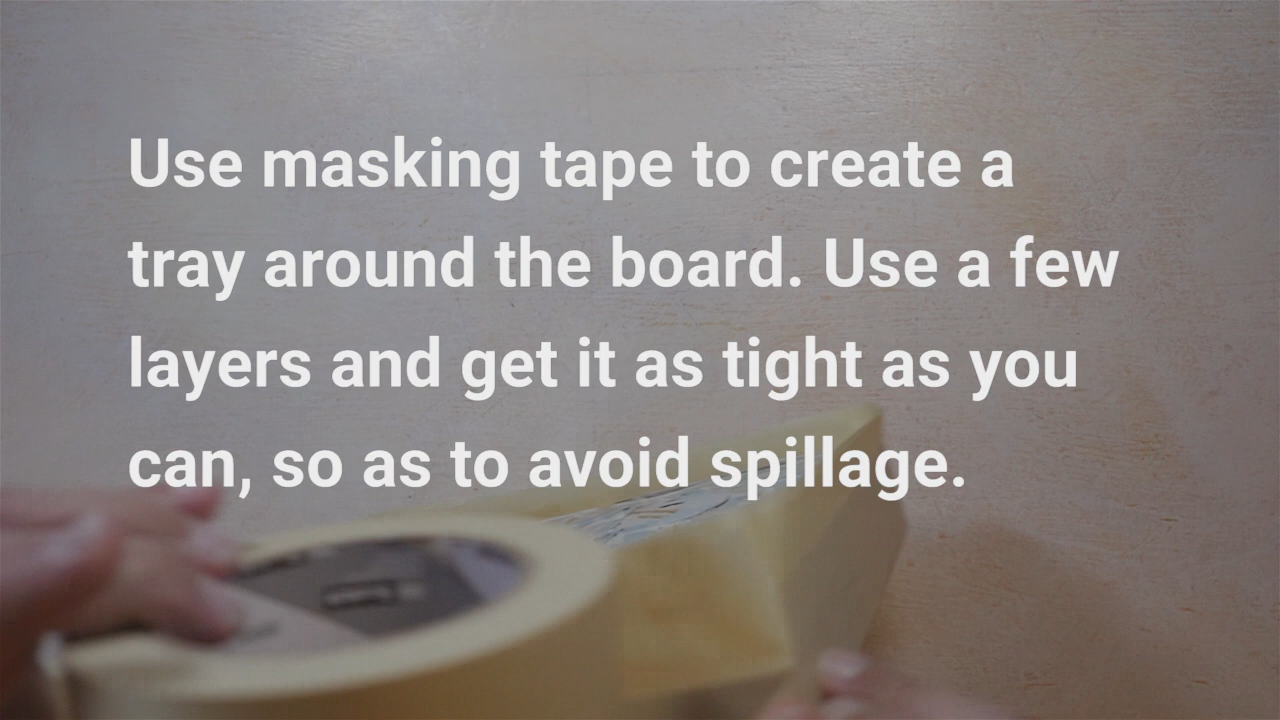 Use masking tape to create a
tray around the board. Use a few
layers and get it as tight as you
can, so as to avoid spillage.